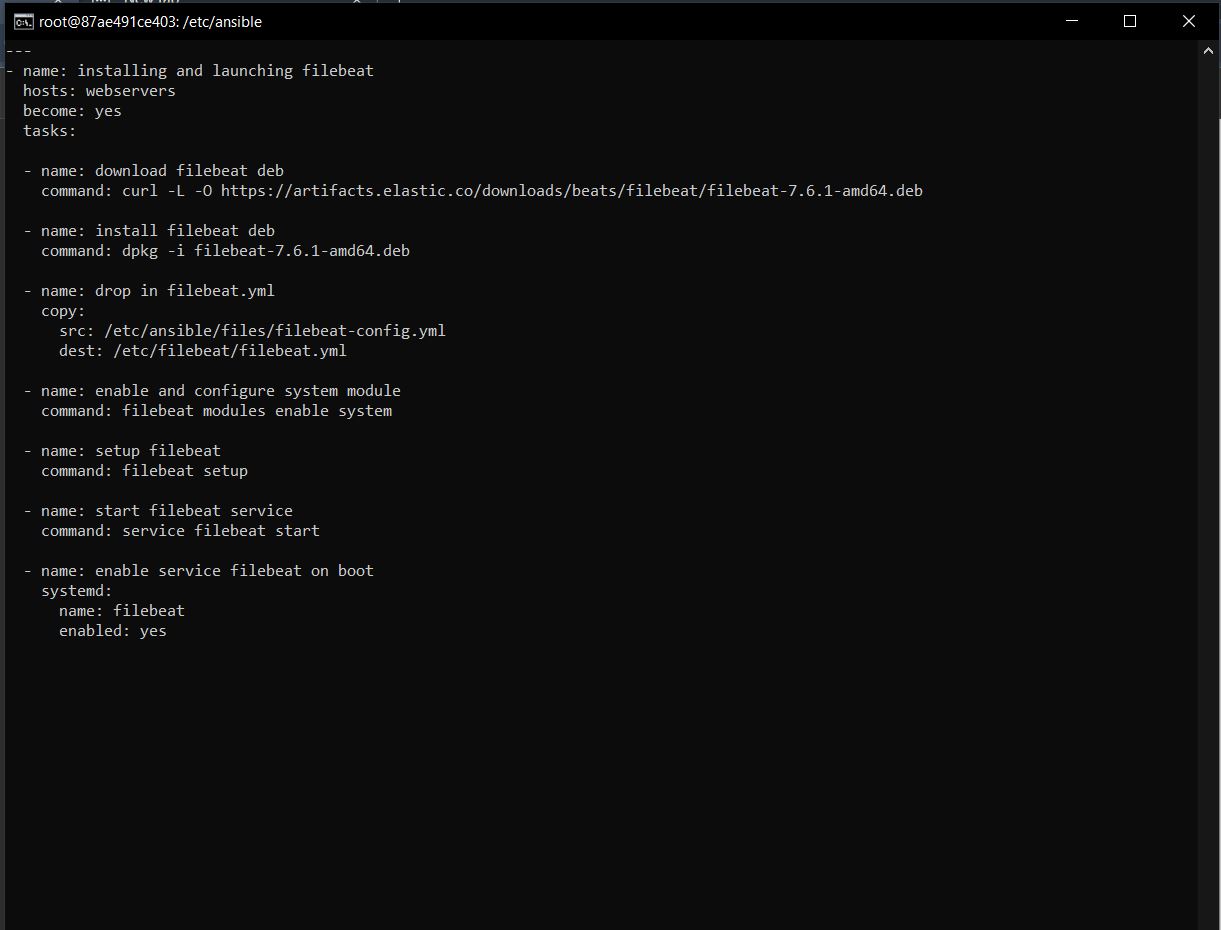 root@87ae491ce403: /etc/ansible
---
- name: installing and launching filebeat
  hosts: webservers
  become: yes
  tasks:

  - name: download filebeat deb
    command: curl -L -O https://artifacts.elastic.co/downloads/beats/filebeat/filebeat-7.6.1-amd64.deb

  - name: install filebeat deb
    command: dpkg -i filebeat-7.6.1-amd64.deb

  - name: drop in filebeat.yml
    copy:
      src: /etc/ansible/files/filebeat-config.yml
      dest: /etc/filebeat/filebeat.yml

  - name: enable and configure system module
    command: filebeat modules enable system

  - name: setup filebeat
    command: filebeat setup

  - name: start filebeat service
    command: service filebeat start

  - name: enable service filebeat on boot
    systemd:
      name: filebeat
      enabled: yes